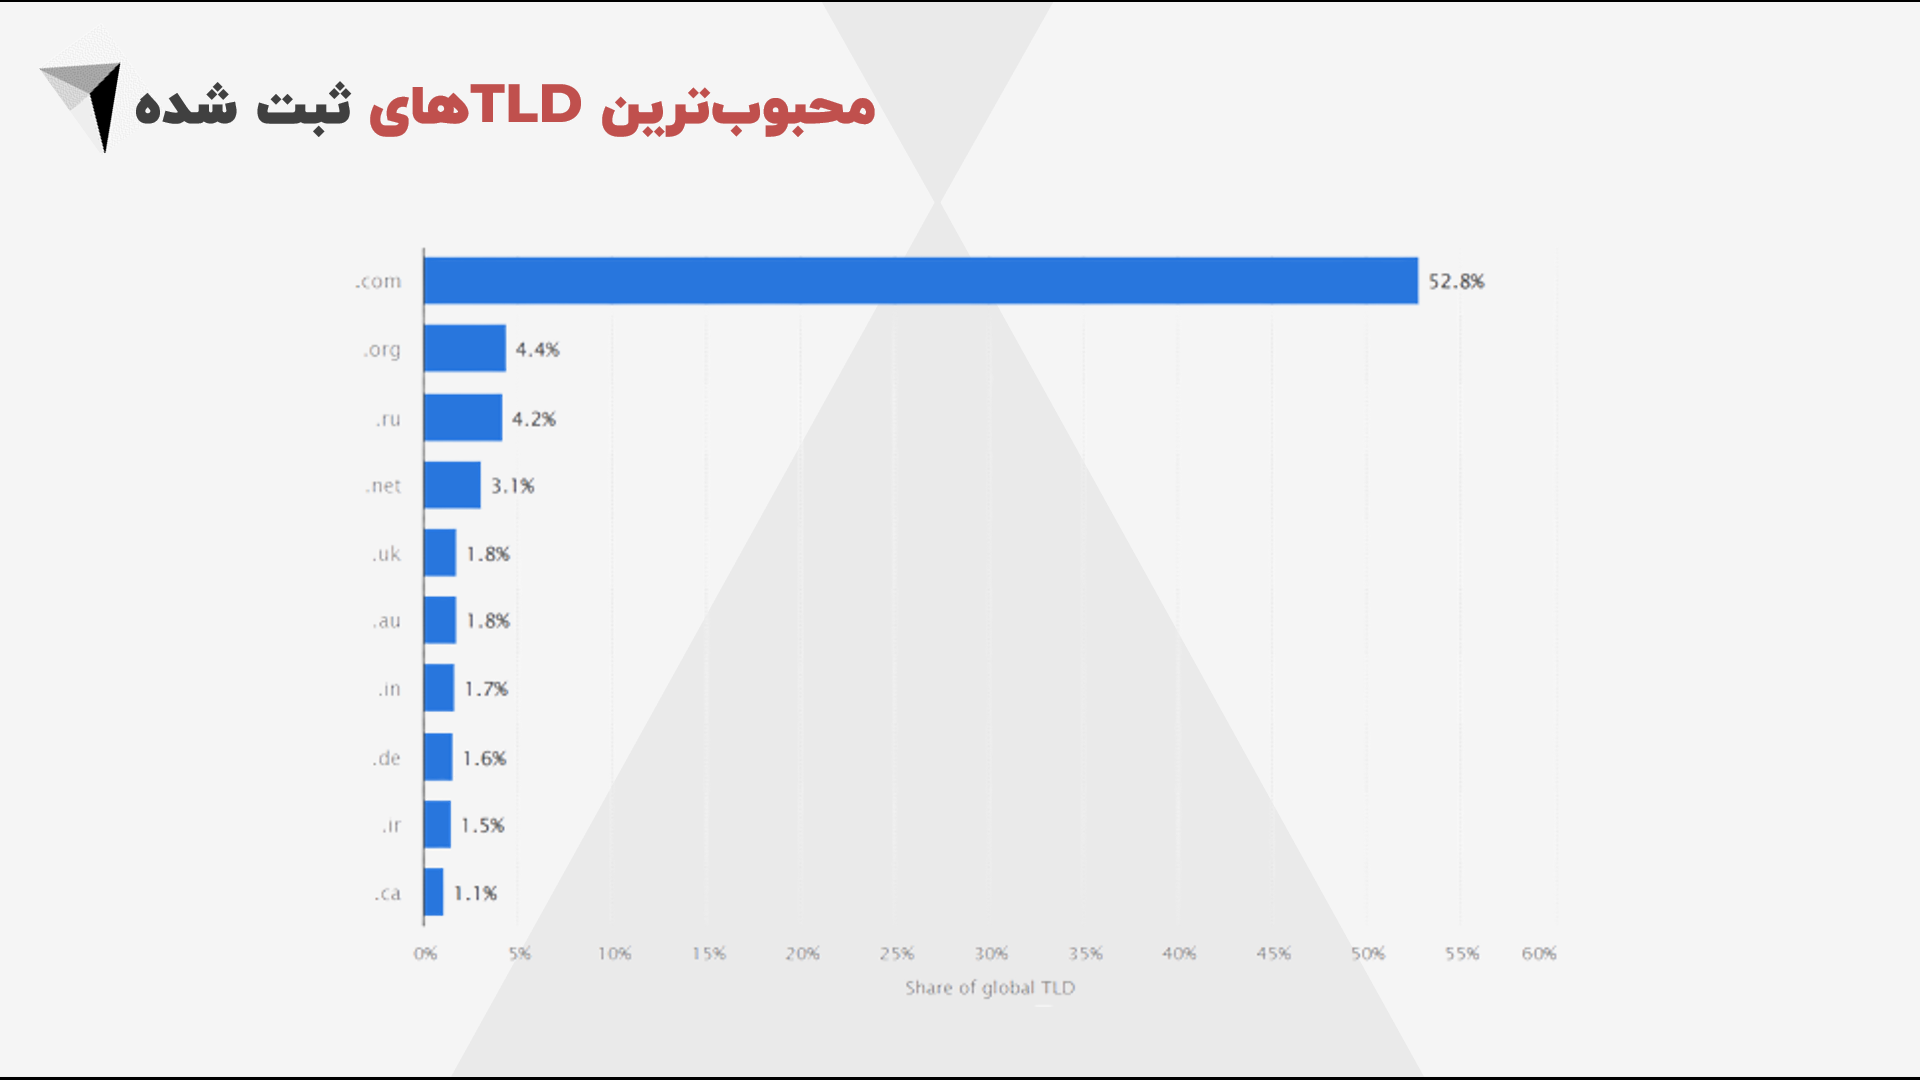 محبوب‌ترین TLDهای ثبت شده
.com 52.8%
.org 4.4%
.ru 4.2%
.net 3.1%
.uk 1.8%
.au 1.8%
.in 1.7%
.de 1.6%
.ir 1.5%
.ca 1.1%
0% 5% 10% 15% 20% 25% 30% 35% 40% 45% 50% 55% 60%
Share of global TLD